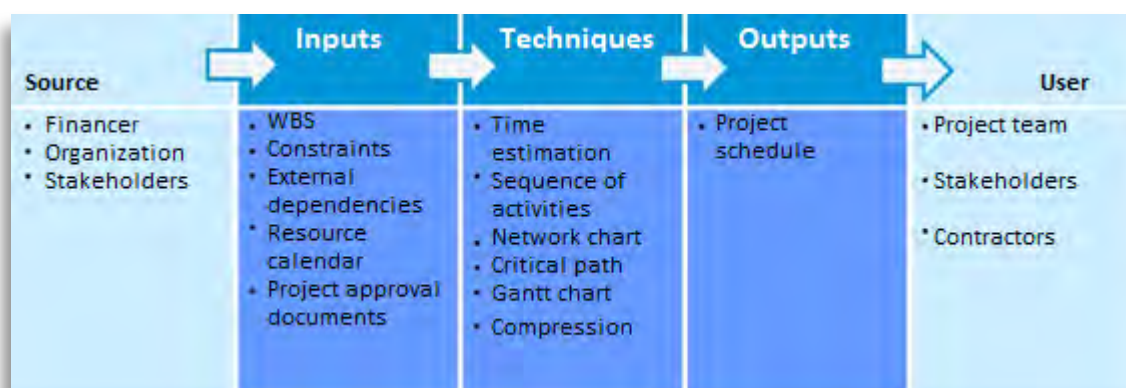 Source
• Financer
• Organization
• Stakeholders
Inputs
• WBS
• Constraints
• External
dependencies
• Resource
calendar
• Project approval
documents
Techniques
• Time
estimation
• Sequence of
activities
• Network chart
• Critical path
• Gantt chart
• Compression
Outputs
• Project
schedule
User
• Project team
• Stakeholders
• Contractors